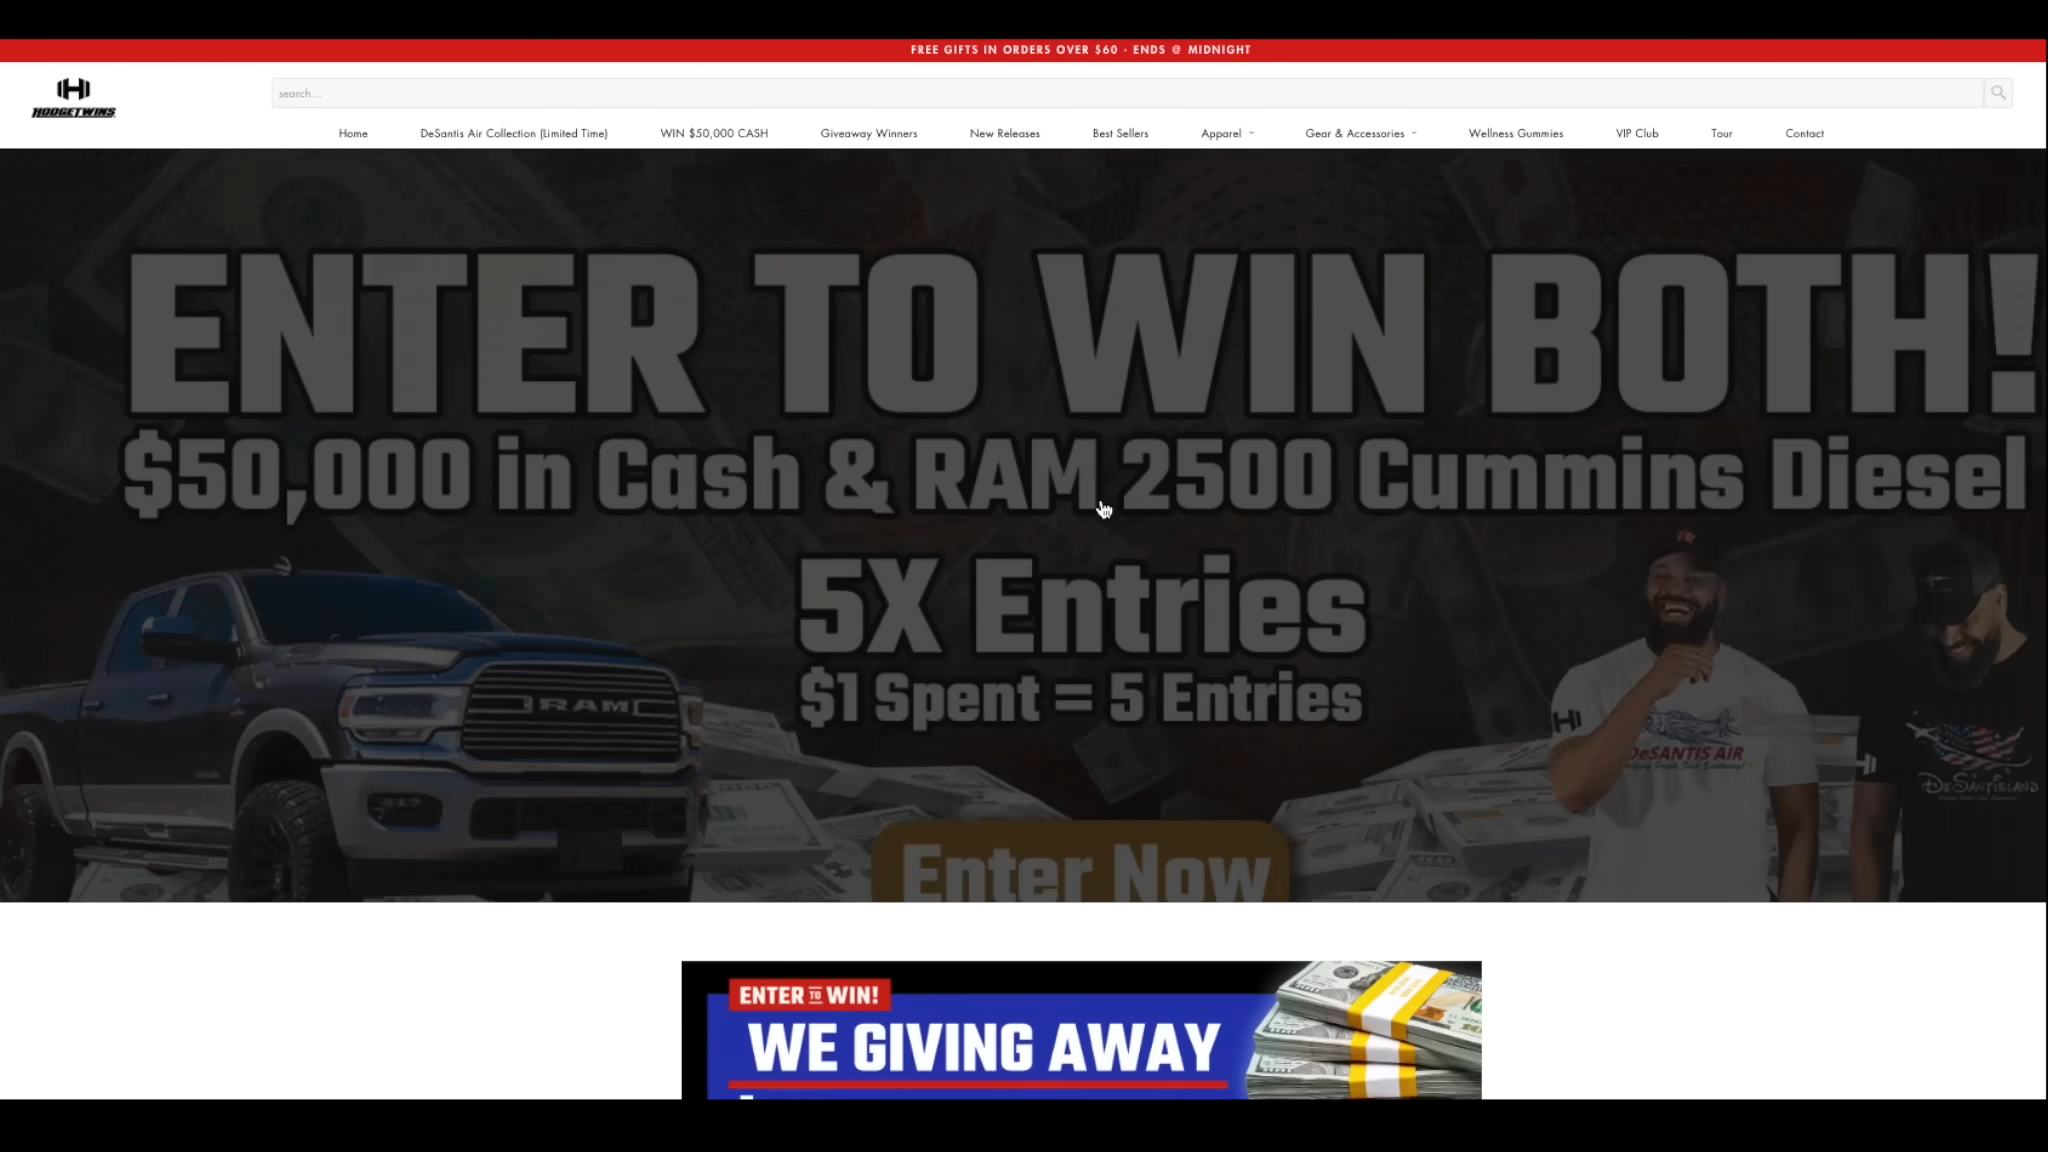 FREE GIFTS IN ORDERS OVER $60 - ENDS @ MIDNIGHT
H
HODGETWINS
search...
Home DeSantis Air Collection (Limited Time) WIN $50,000 CASH Giveaway Winners New Releases Best Sellers Apparel Gear & Accessories Wellness Gummies VIP Club Tour Contact
ENTER TO WIN BOTH!
$50,000 in Cash & RAM 2500 Cummins Diesel
5X Entries
$1 Spent = 5 Entries
RAM
H
DeSANTIS AIR
H
DeSANTISLAND
Enter Now
ENTER TO WIN!
WE GIVING AWAY